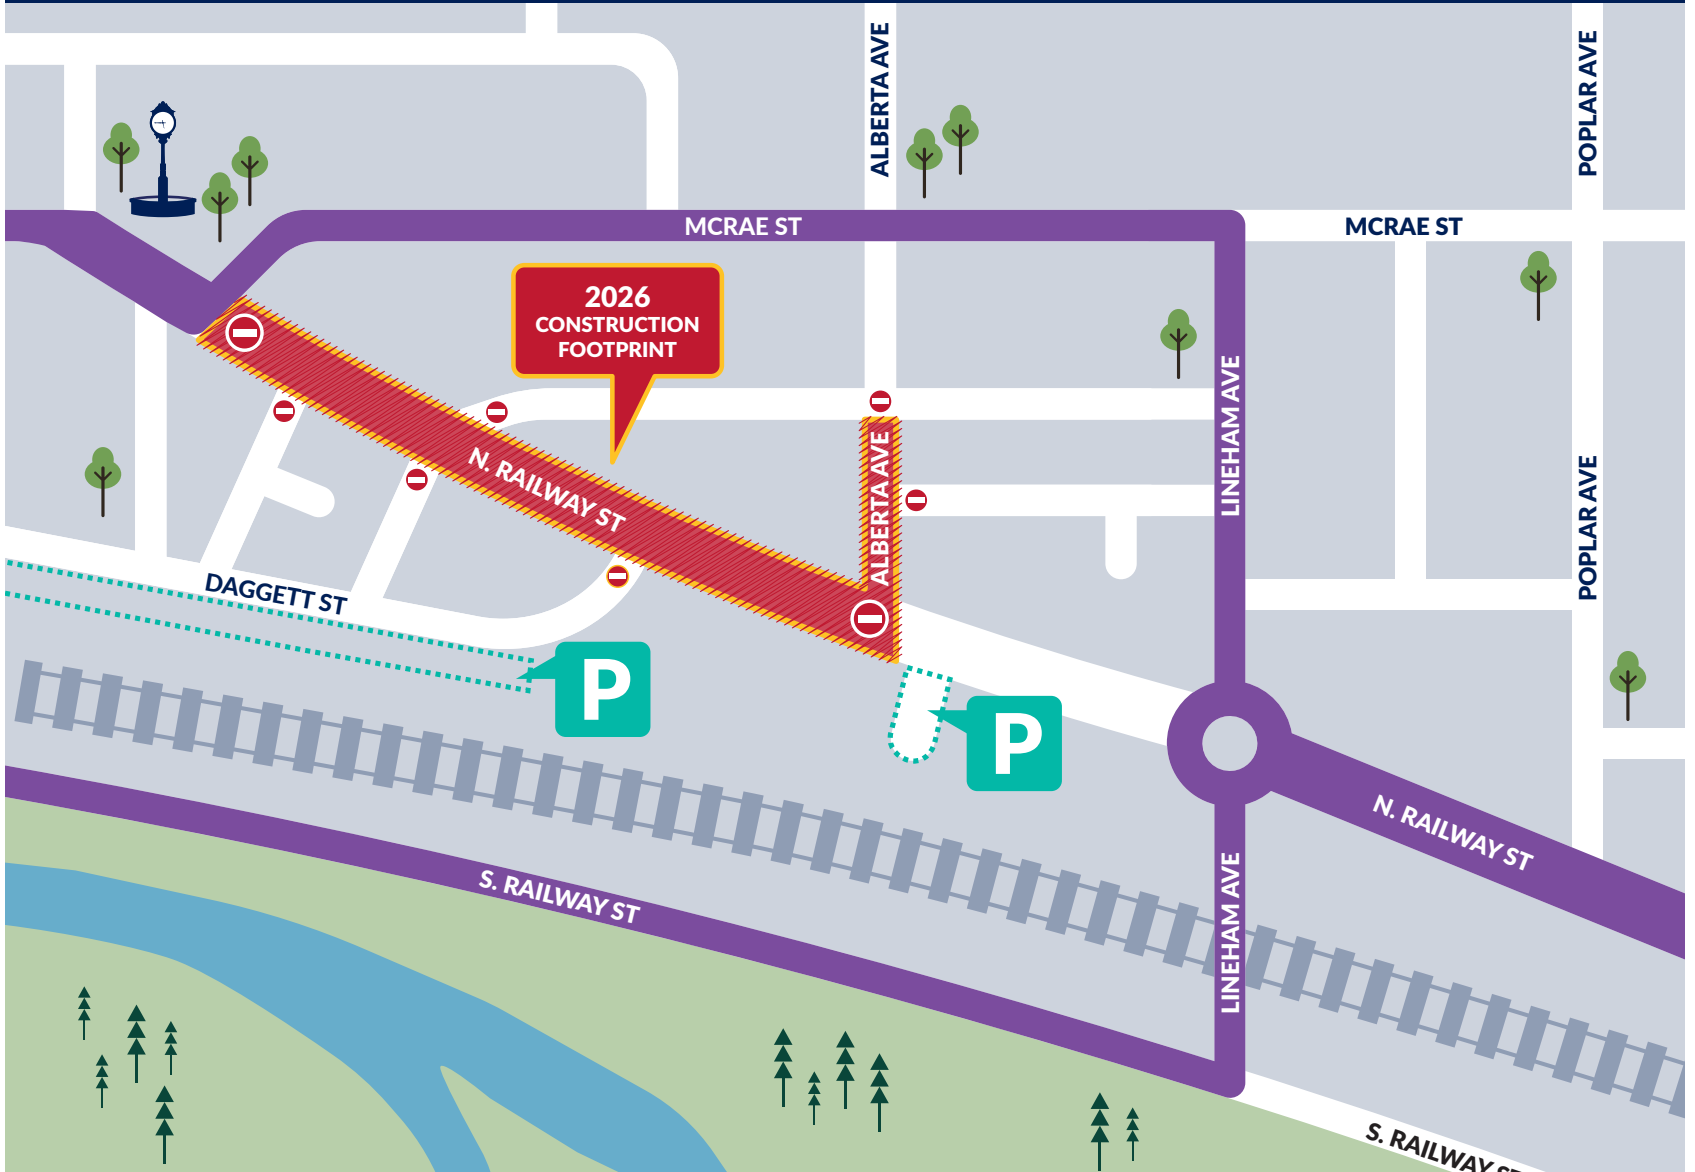 ALBERTA AVE
POPLAR AVE
MCRAE ST
MCRAE ST
2026
CONSTRUCTION
FOOTPRINT
LINEHAM AVE
N. RAILWAY ST
ALBERTA AVE
POPLAR AVE
DAGGETT ST
P
P
N. RAILWAY ST
S. RAILWAY ST
LINEHAM AVE
S. RAILWAY ST